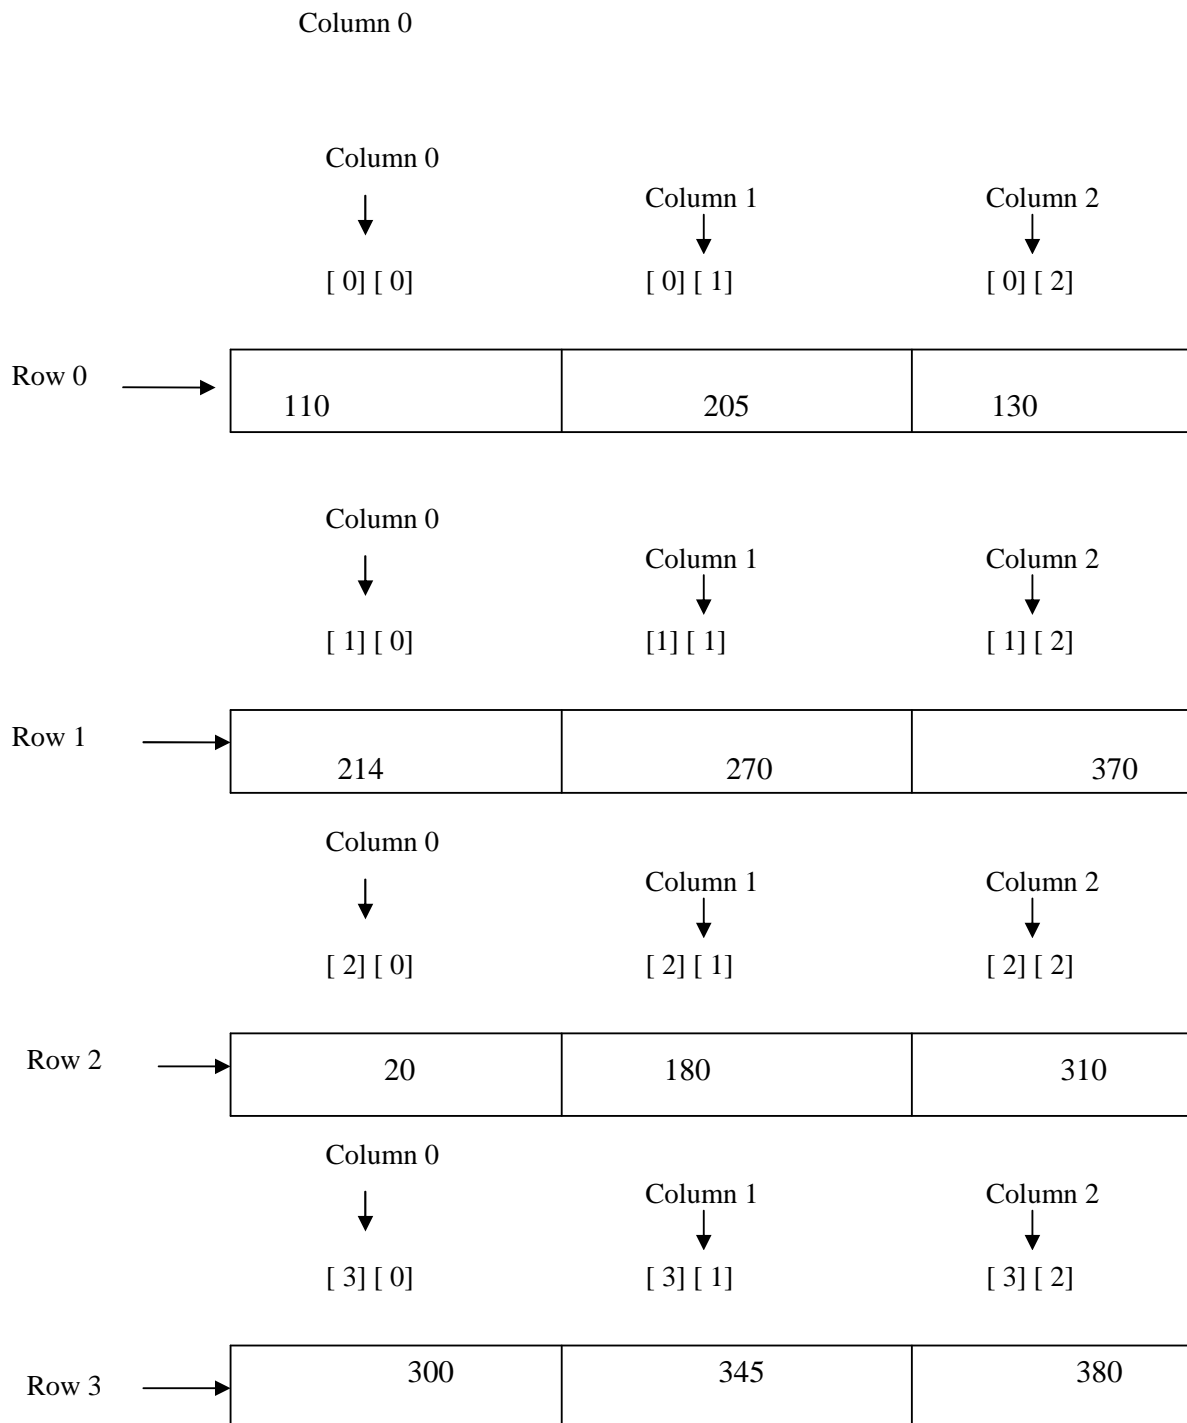 Column 0
Column 0
Column 1 Column 2
[ 0] [ 0] [ 0] [ 1] [ 0] [ 2]
Row 0
110 205 130
Column 0
Column 1 Column 2
[ 1] [ 0] [1] [ 1] [ 1] [ 2]
Row 1
214 270 370
Column 0
Column 1 Column 2
[ 2] [ 0] [ 2] [ 1] [ 2] [ 2]
Row 2 20 180 310
Column 0
Column 1 Column 2
[ 3] [ 0] [ 3] [ 1] [ 3] [ 2]
Row 3 300 345 380